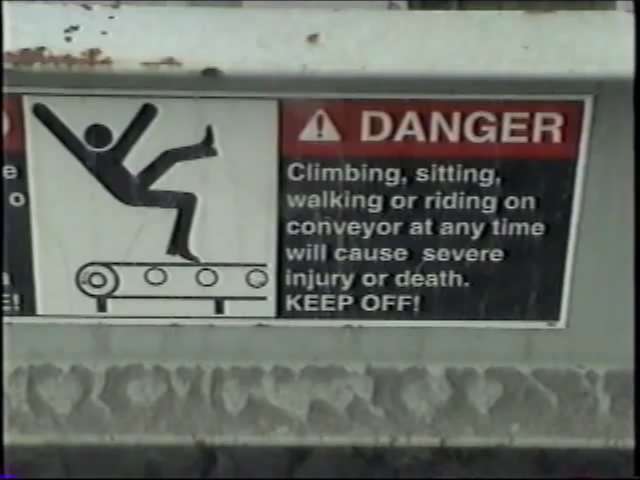 DANGER
Climbing, sitting,
walking or riding on
conveyor at any time
will cause severe
injury or death.
KEEP OFF!